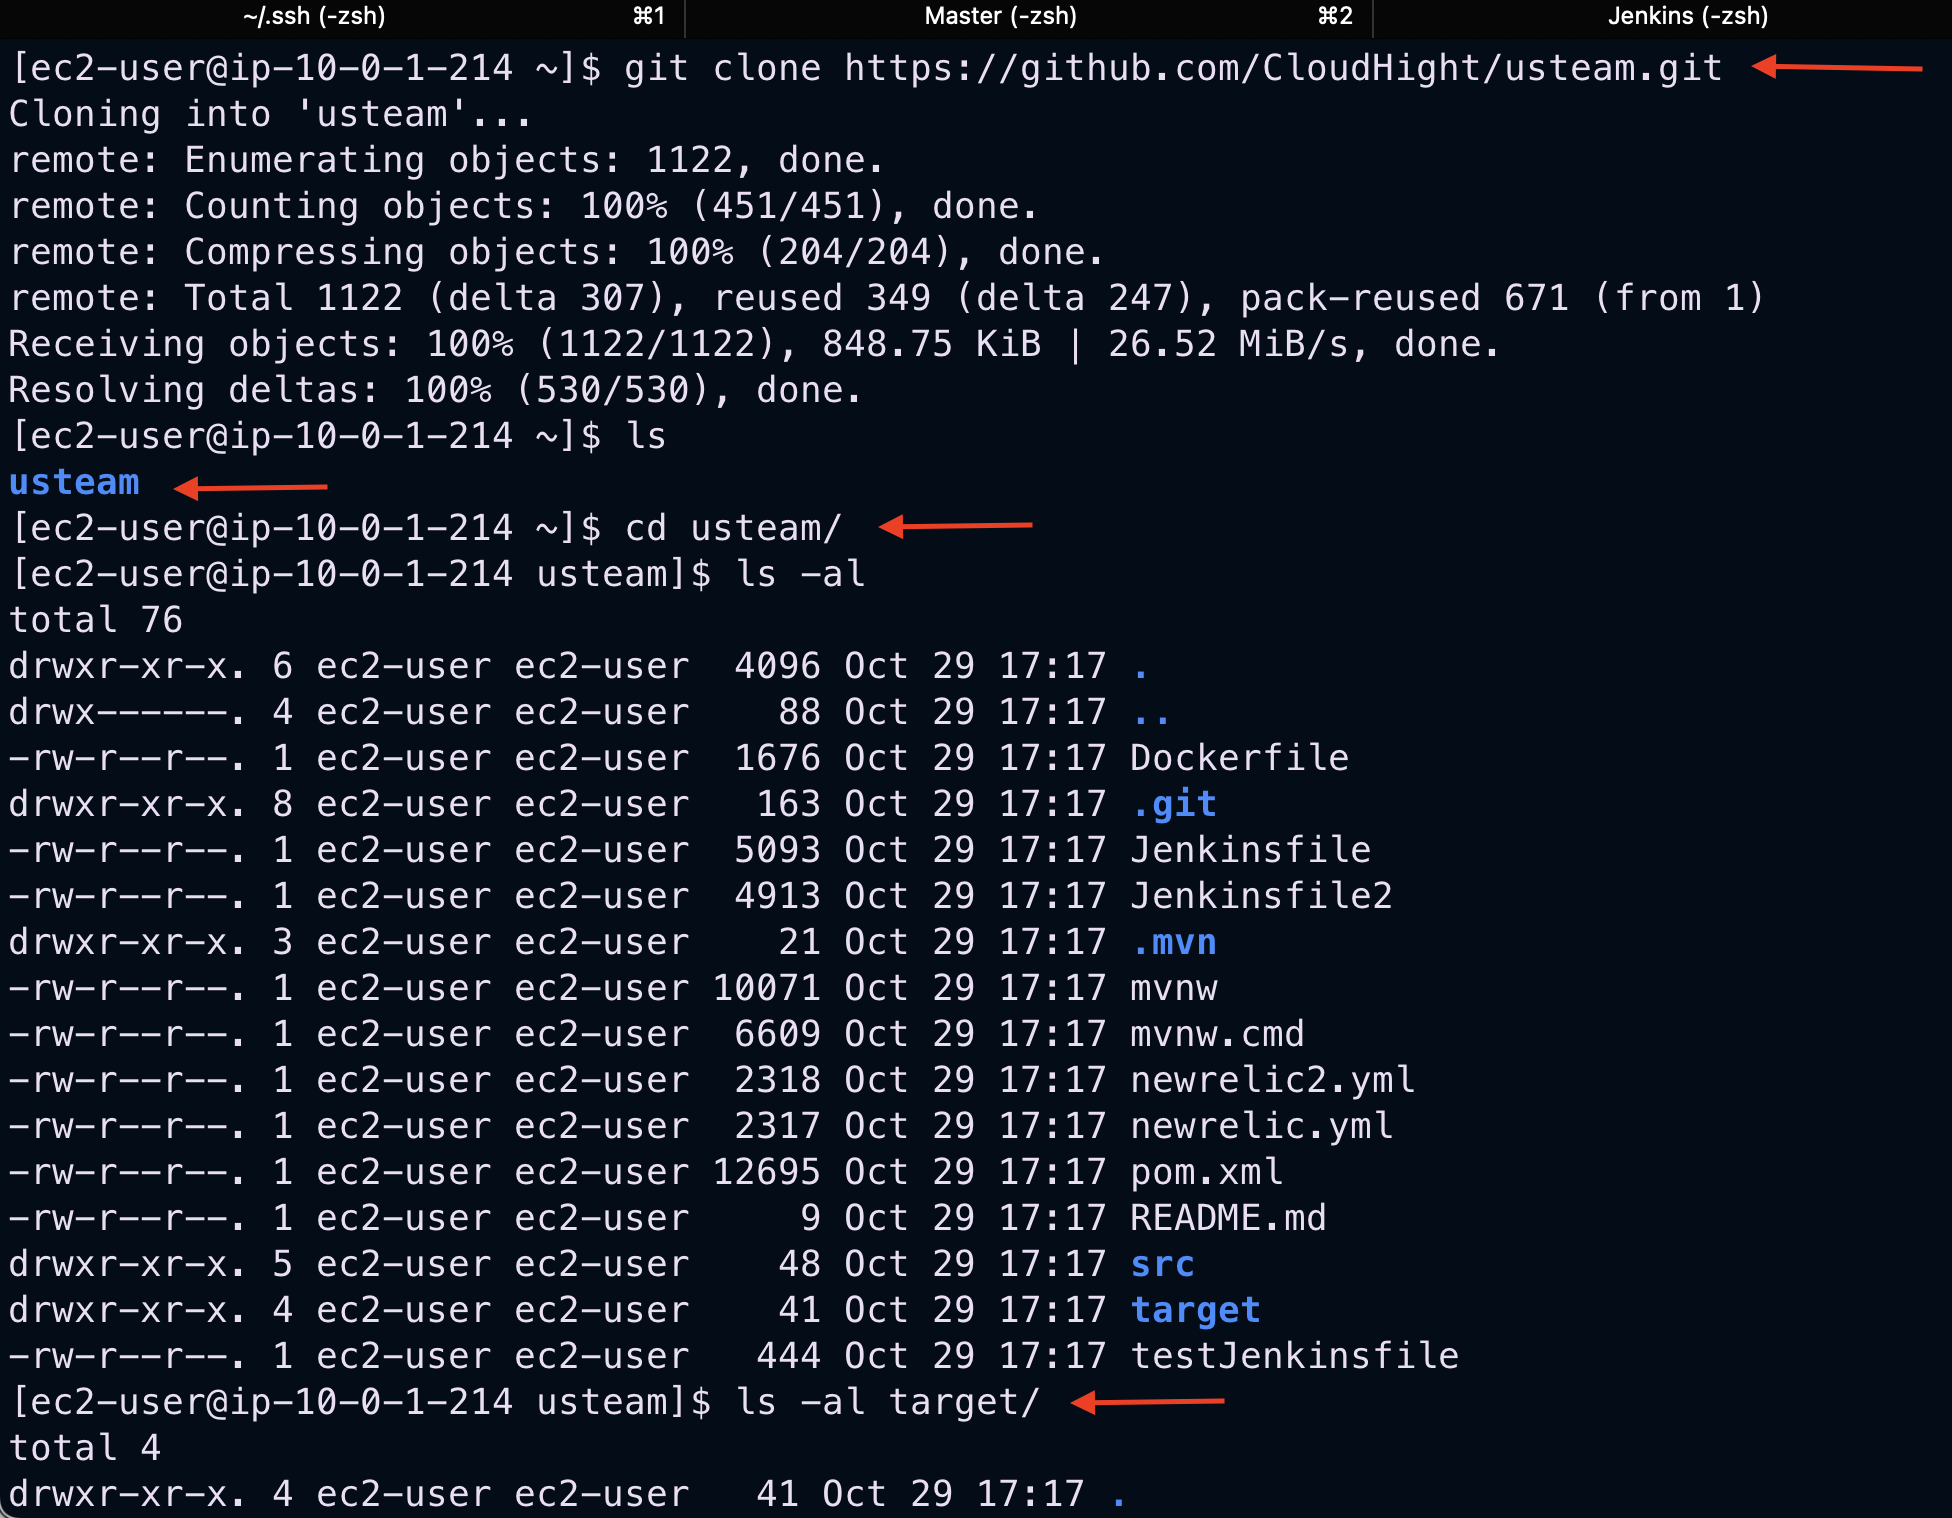 ~/.ssh (-zsh) ⌘1 Master (-zsh) ⌘2 Jenkins (-zsh)
[ec2-user@ip-10-0-1-214 ~]$ git clone https://github.com/CloudHight/usteam.git
Cloning into 'usteam'...
remote: Enumerating objects: 1122, done.
remote: Counting objects: 100% (451/451), done.
remote: Compressing objects: 100% (204/204), done.
remote: Total 1122 (delta 307), reused 349 (delta 247), pack-reused 671 (from 1)
Receiving objects: 100% (1122/1122), 848.75 KiB | 26.52 MiB/s, done.
Resolving deltas: 100% (530/530), done.
[ec2-user@ip-10-0-1-214 ~]$ ls
usteam
[ec2-user@ip-10-0-1-214 ~]$ cd usteam/
[ec2-user@ip-10-0-1-214 usteam]$ ls -al
total 76
drwxr-xr-x. 6 ec2-user ec2-user  4096 Oct 29 17:17 .
drwx------. 4 ec2-user ec2-user    88 Oct 29 17:17 ..
-rw-r--r--. 1 ec2-user ec2-user  1676 Oct 29 17:17 Dockerfile
drwxr-xr-x. 8 ec2-user ec2-user   163 Oct 29 17:17 .git
-rw-r--r--. 1 ec2-user ec2-user  5093 Oct 29 17:17 Jenkinsfile
-rw-r--r--. 1 ec2-user ec2-user  4913 Oct 29 17:17 Jenkinsfile2
drwxr-xr-x. 3 ec2-user ec2-user    21 Oct 29 17:17 .mvn
-rw-r--r--. 1 ec2-user ec2-user 10071 Oct 29 17:17 mvnw
-rw-r--r--. 1 ec2-user ec2-user  6609 Oct 29 17:17 mvnw.cmd
-rw-r--r--. 1 ec2-user ec2-user  2318 Oct 29 17:17 newrelic2.yml
-rw-r--r--. 1 ec2-user ec2-user  2317 Oct 29 17:17 newrelic.yml
-rw-r--r--. 1 ec2-user ec2-user 12695 Oct 29 17:17 pom.xml
-rw-r--r--. 1 ec2-user ec2-user     9 Oct 29 17:17 README.md
drwxr-xr-x. 5 ec2-user ec2-user    48 Oct 29 17:17 src
drwxr-xr-x. 4 ec2-user ec2-user    41 Oct 29 17:17 target
-rw-r--r--. 1 ec2-user ec2-user   444 Oct 29 17:17 testJenkinsfile
[ec2-user@ip-10-0-1-214 usteam]$ ls -al target/
total 4
drwxr-xr-x. 4 ec2-user ec2-user   41 Oct 29 17:17 .